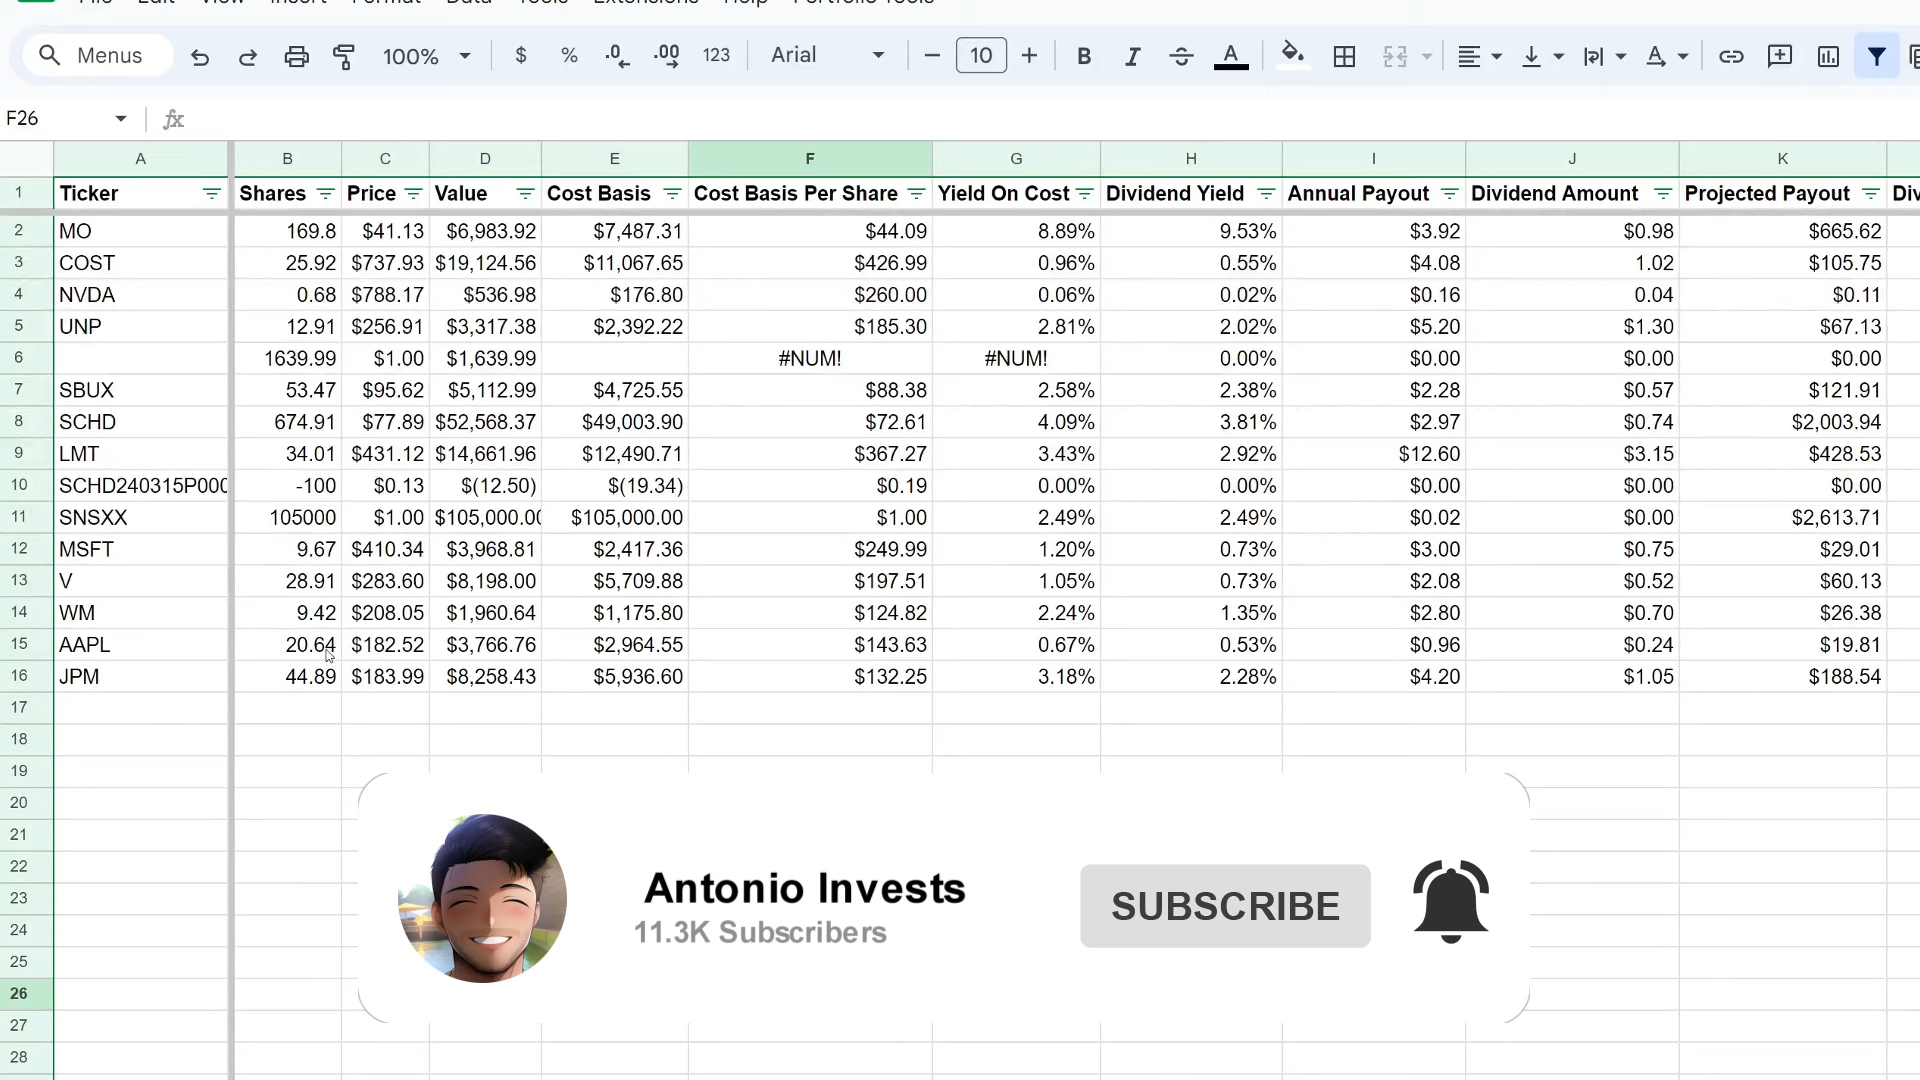 File Edit View Insert Format Data Tools Extensions Help Portfolio Tools
Menus 100% $ % .0 .00 123 Arial 10 B I A
F26 fx
A B C D E F G H I J K
1 Ticker Shares Price Value Cost Basis Cost Basis Per Share Yield On Cost Dividend Yield Annual Payout Dividend Amount Projected Payout Div
2 MO 169.8 $41.13 $6,983.92 $7,487.31 $44.09 8.89% 9.53% $3.92 $0.98 $665.62
3 COST 25.92 $737.93 $19,124.56 $11,067.65 $426.99 0.96% 0.55% $4.08 1.02 $105.75
4 NVDA 0.68 $788.17 $536.98 $176.80 $260.00 0.06% 0.02% $0.16 0.04 $0.11
5 UNP 12.91 $256.91 $3,317.38 $2,392.22 $185.30 2.81% 2.02% $5.20 $1.30 $67.13
6 1639.99 $1.00 $1,639.99 #NUM! #NUM! 0.00% $0.00 $0.00 $0.00
7 SBUX 53.47 $95.62 $5,112.99 $4,725.55 $88.38 2.58% 2.38% $2.28 $0.57 $121.91
8 SCHD 674.91 $77.89 $52,568.37 $49,003.90 $72.61 4.09% 3.81% $2.97 $0.74 $2,003.94
9 LMT 34.01 $431.12 $14,661.96 $12,490.71 $367.27 3.43% 2.92% $12.60 $3.15 $428.53
10 SCHD240315P000 -100 $0.13 $(12.50) $(19.34) $0.19 0.00% 0.00% $0.00 $0.00 $0.00
11 SNSXX 105000 $1.00 $105,000.00 $105,000.00 $1.00 2.49% 2.49% $0.02 $0.00 $2,613.71
12 MSFT 9.67 $410.34 $3,968.81 $2,417.36 $249.99 1.20% 0.73% $3.00 $0.75 $29.01
13 V 28.91 $283.60 $8,198.00 $5,709.88 $197.51 1.05% 0.73% $2.08 $0.52 $60.13
14 WM 9.42 $208.05 $1,960.64 $1,175.80 $124.82 2.24% 1.35% $2.80 $0.70 $26.38
15 AAPL 20.64 $182.52 $3,766.76 $2,964.55 $143.63 0.67% 0.53% $0.96 $0.24 $19.81
16 JPM 44.89 $183.99 $8,258.43 $5,936.60 $132.25 3.18% 2.28% $4.20 $1.05 $188.54
17
18
19
20
21
22
23
24
25
26
27
28
Antonio Invests
11.3K Subscribers
SUBSCRIBE